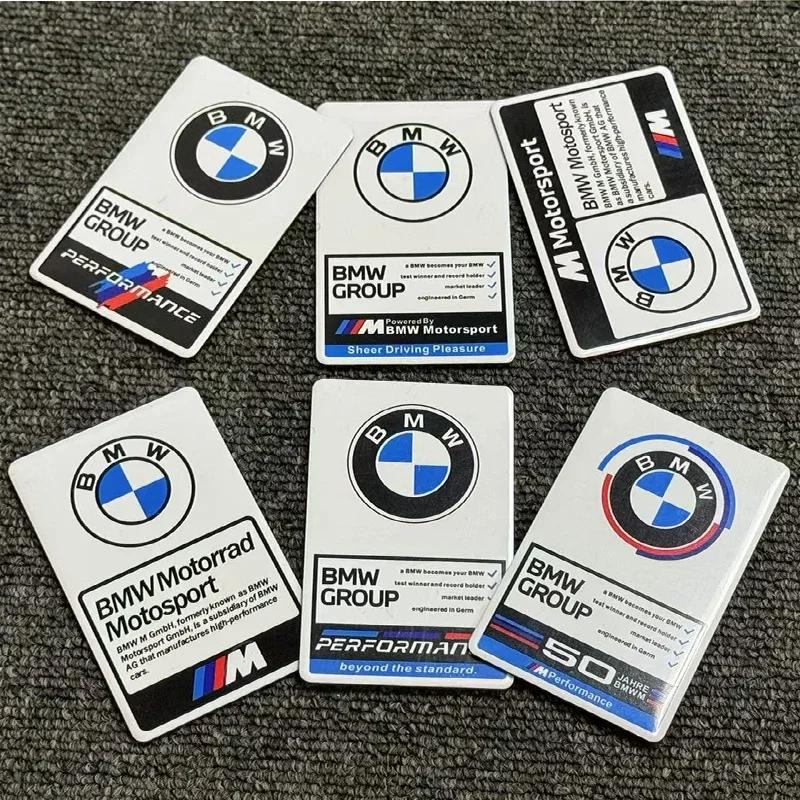 BMW
BMW
GROUP
a BMW becomes your BMW
test winner and record holder
market leader
engineered in Germ
PERFORMANCE
BMW
BMW
GROUP
a BMW becomes your BMW
test winner and record holder
market leader
engineered in Germ
M Powered By
BMW Motorsport
Sheer Driving Pleasure
M Motorsport
BMW Motosport
BMW M GmbH, formerly known
as BMW Motorsport GmbH, is
a subsidiary of BMW AG that
manufactures high-performance
cars.
M
BMW
BMW
BMW Motorrad
Motosport
BMW M GmbH, formerly known as BMW
Motorsport GmbH, is a subsidiary of BMW
AG that manufactures high-performance
cars.
M
BMW
BMW
GROUP
a BMW becomes your BMW
test winner and record holder
market leader
engineered in Germ
PERFORMAN
beyond the standard.
BMW
BMW
GROUP
a BMW becomes your BMW
test winner and record holder
market leader
engineered in Germ
50 JAHRE
BMW M
M Performance